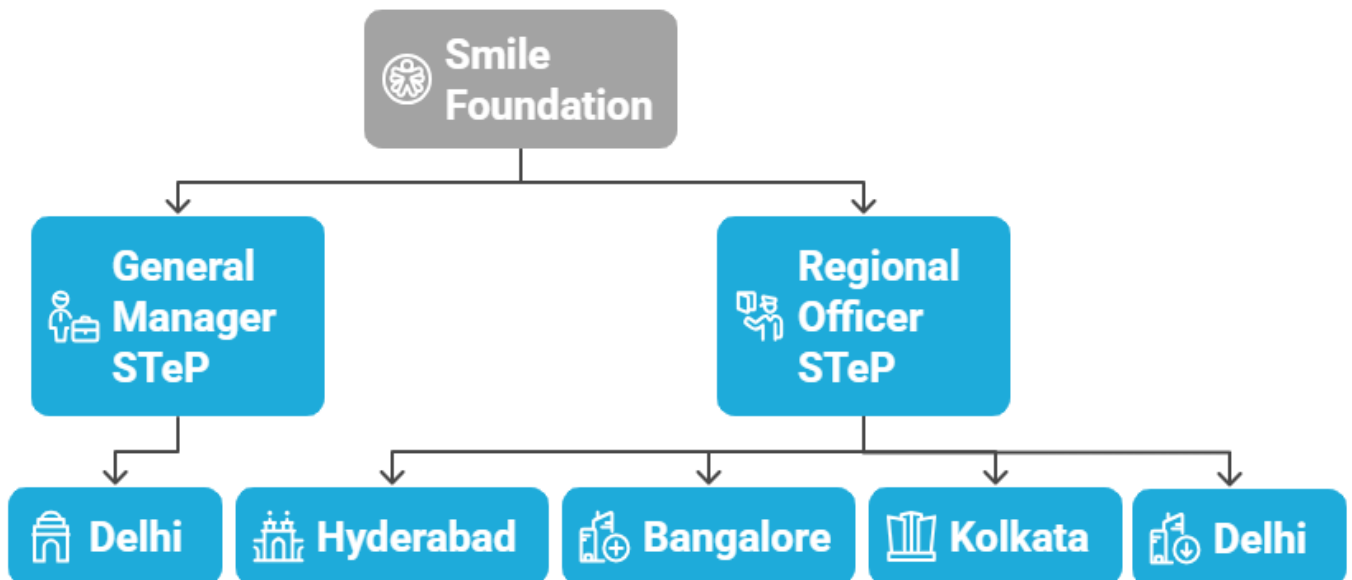 Smile
Foundation
General
Manager
STeP
Regional
Officer
STeP
Delhi
Hyderabad
Bangalore
Kolkata
Delhi